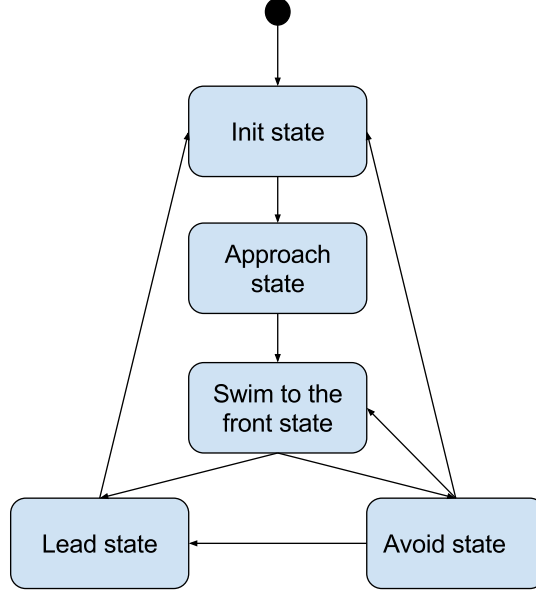 Init state
Approach
state
Swim to the
front state
Lead state
Avoid state